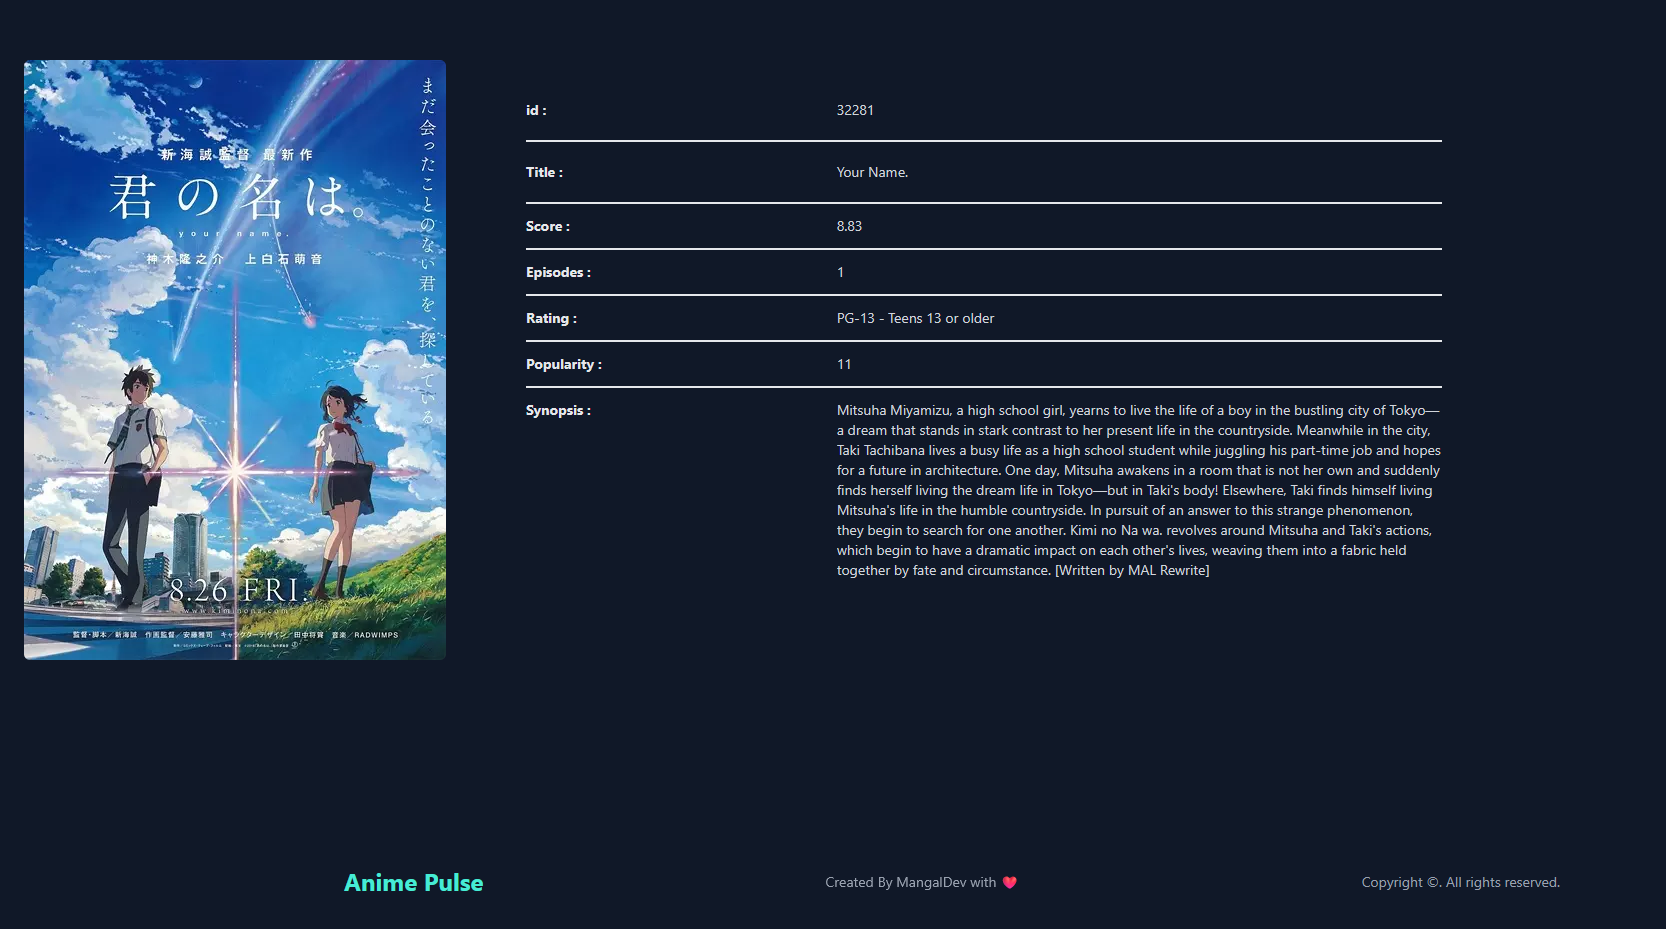 まだ会ったことのない君を、探している
新海誠監督 最新作
君の名は。
your name.
神木隆之介 上白石萌音
8.26 FRI.
www.kiminona.com
監督・脚本／新海誠 作画監督／安藤雅司 キャラクターデザイン／田中将賀 音楽／RADWIMPS
id : 32281
Title : Your Name.
Score : 8.83
Episodes : 1
Rating : PG-13 - Teens 13 or older
Popularity : 11
Synopsis : Mitsuha Miyamizu, a high school girl, yearns to live the life of a boy in the bustling city of Tokyo—
a dream that stands in stark contrast to her present life in the countryside. Meanwhile in the city,
Taki Tachibana lives a busy life as a high school student while juggling his part-time job and hopes
for a future in architecture. One day, Mitsuha awakens in a room that is not her own and suddenly
finds herself living the dream life in Tokyo—but in Taki's body! Elsewhere, Taki finds himself living
Mitsuha's life in the humble countryside. In pursuit of an answer to this strange phenomenon,
they begin to search for one another. Kimi no Na wa. revolves around Mitsuha and Taki's actions,
which begin to have a dramatic impact on each other's lives, weaving them into a fabric held
together by fate and circumstance. [Written by MAL Rewrite]
Anime Pulse
Created By MangalDev with ❤️
Copyright ©. All rights reserved.